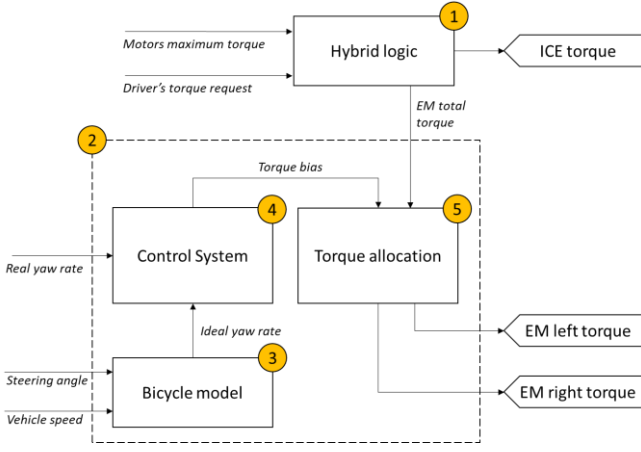 1
Motors maximum torque
Hybrid logic
ICE torque
Driver's torque request
EM total
torque
2
Torque bias
4
5
Control System
Torque allocation
Real yaw rate
Ideal yaw rate
EM left torque
3
Steering angle
Bicycle model
EM right torque
Vehicle speed